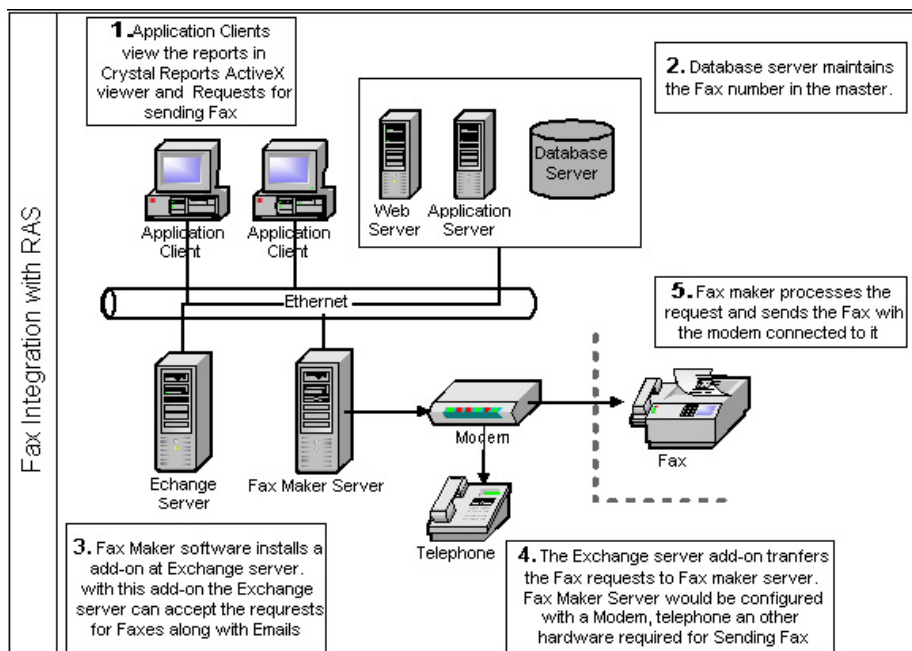 Fax Integration with RAS
1.Application Clients
view the reports in
Crystal Reports ActiveX
viewer and Requests for
sending Fax
2. Database server maintains
the Fax number in the master.
Application
Client
Application
Client
Web
Server
Application
Server
Database
Server
Ethernet
5. Fax maker processes the
request and sends the Fax wih
the modem connected to it
Echange
Server
Fax Maker Server
Modem
Telephone
Fax
3. Fax Maker software installs a
add-on at Exchange server.
with this add-on the Exchange
server can accept the requrests
for Faxes along with Emails
4. The Exchange server add-on tranfers
the Fax requests to Fax maker server.
Fax Maker Server would be configured
with a Modem, telephone an other
hardware required for Sending Fax